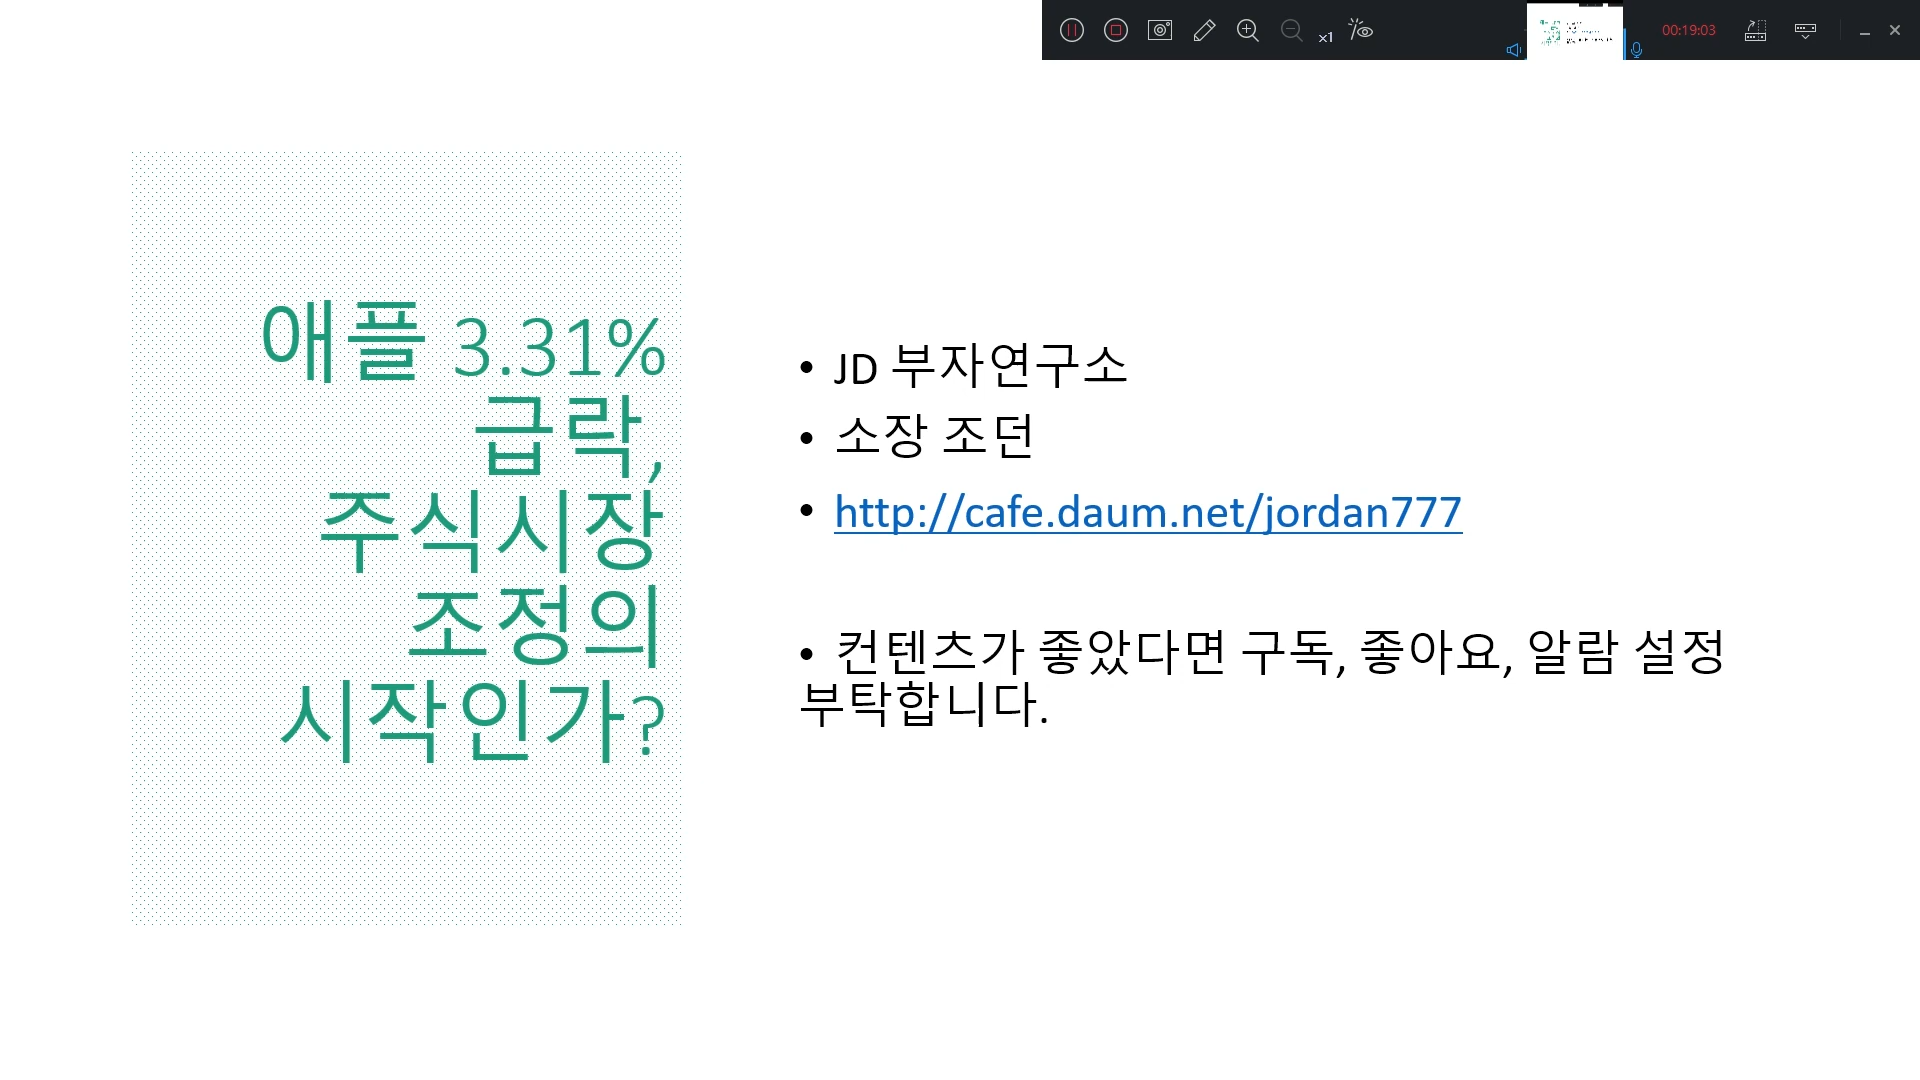 x1
00:19:03
애플 3.31%
급락,
주식시장
조정의
시작인가?
• JD 부자연구소
• 소장 조던
• http://cafe.daum.net/jordan777
• 컨텐츠가 좋았다면 구독, 좋아요, 알람 설정
부탁합니다.